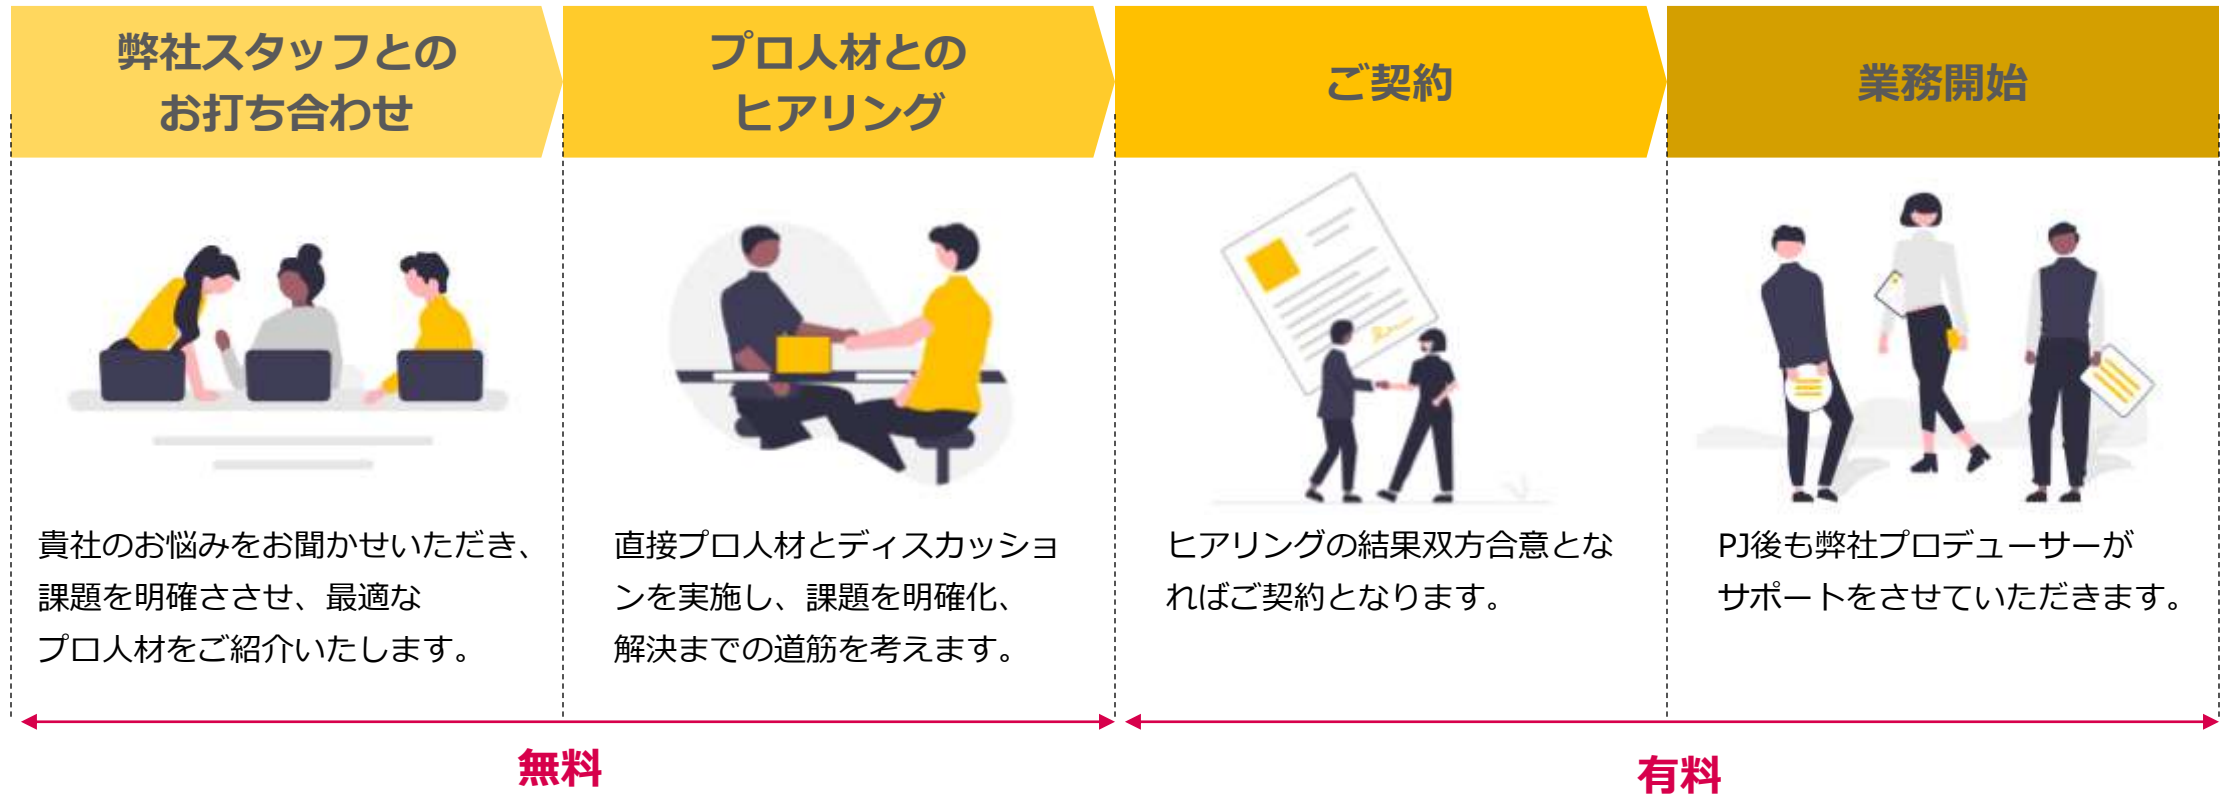 弊社スタッフとの
お打ち合わせ
プロ人材との
ヒアリング
ご契約
業務開始
貴社のお悩みをお聞かせいただき、
課題を明確ささせ、最適な
プロ人材をご紹介いたします。
直接プロ人材とディスカッショ
ンを実施し、課題を明確化、
解決までの道筋を考えます。
ヒアリングの結果双方合意とな
ればご契約となります。
PJ後も弊社プロデューサーが
サポートをさせていただきます。
無料
有料